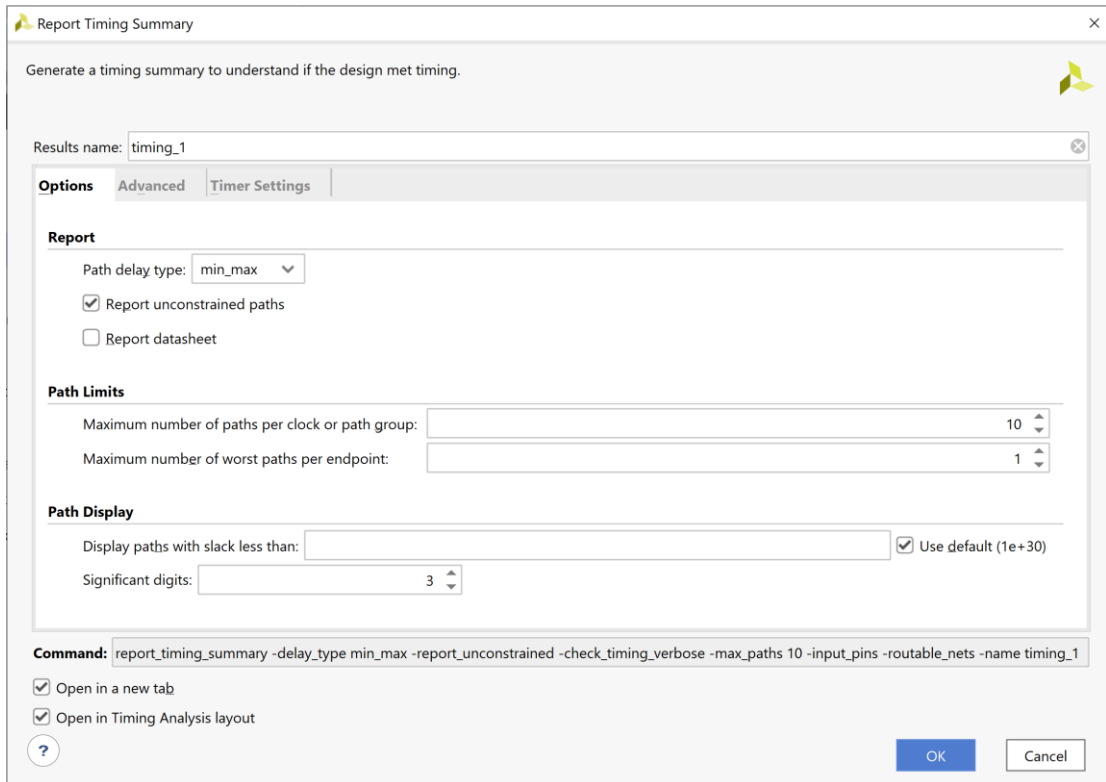 Report Timing Summary
Generate a timing summary to understand if the design met timing.
Results name: timing_1
Options Advanced Timer Settings
Report
Path delay type: min_max
Report unconstrained paths
Report datasheet
Path Limits
Maximum number of paths per clock or path group: 10
Maximum number of worst paths per endpoint: 1
Path Display
Display paths with slack less than: Use default (1e+30)
Significant digits: 3
Command: report_timing_summary -delay_type min_max -report_unconstrained -check_timing_verbose -max_paths 10 -input_pins -routable_nets -name timing_1
Open in a new tab
Open in Timing Analysis layout
?
OK Cancel